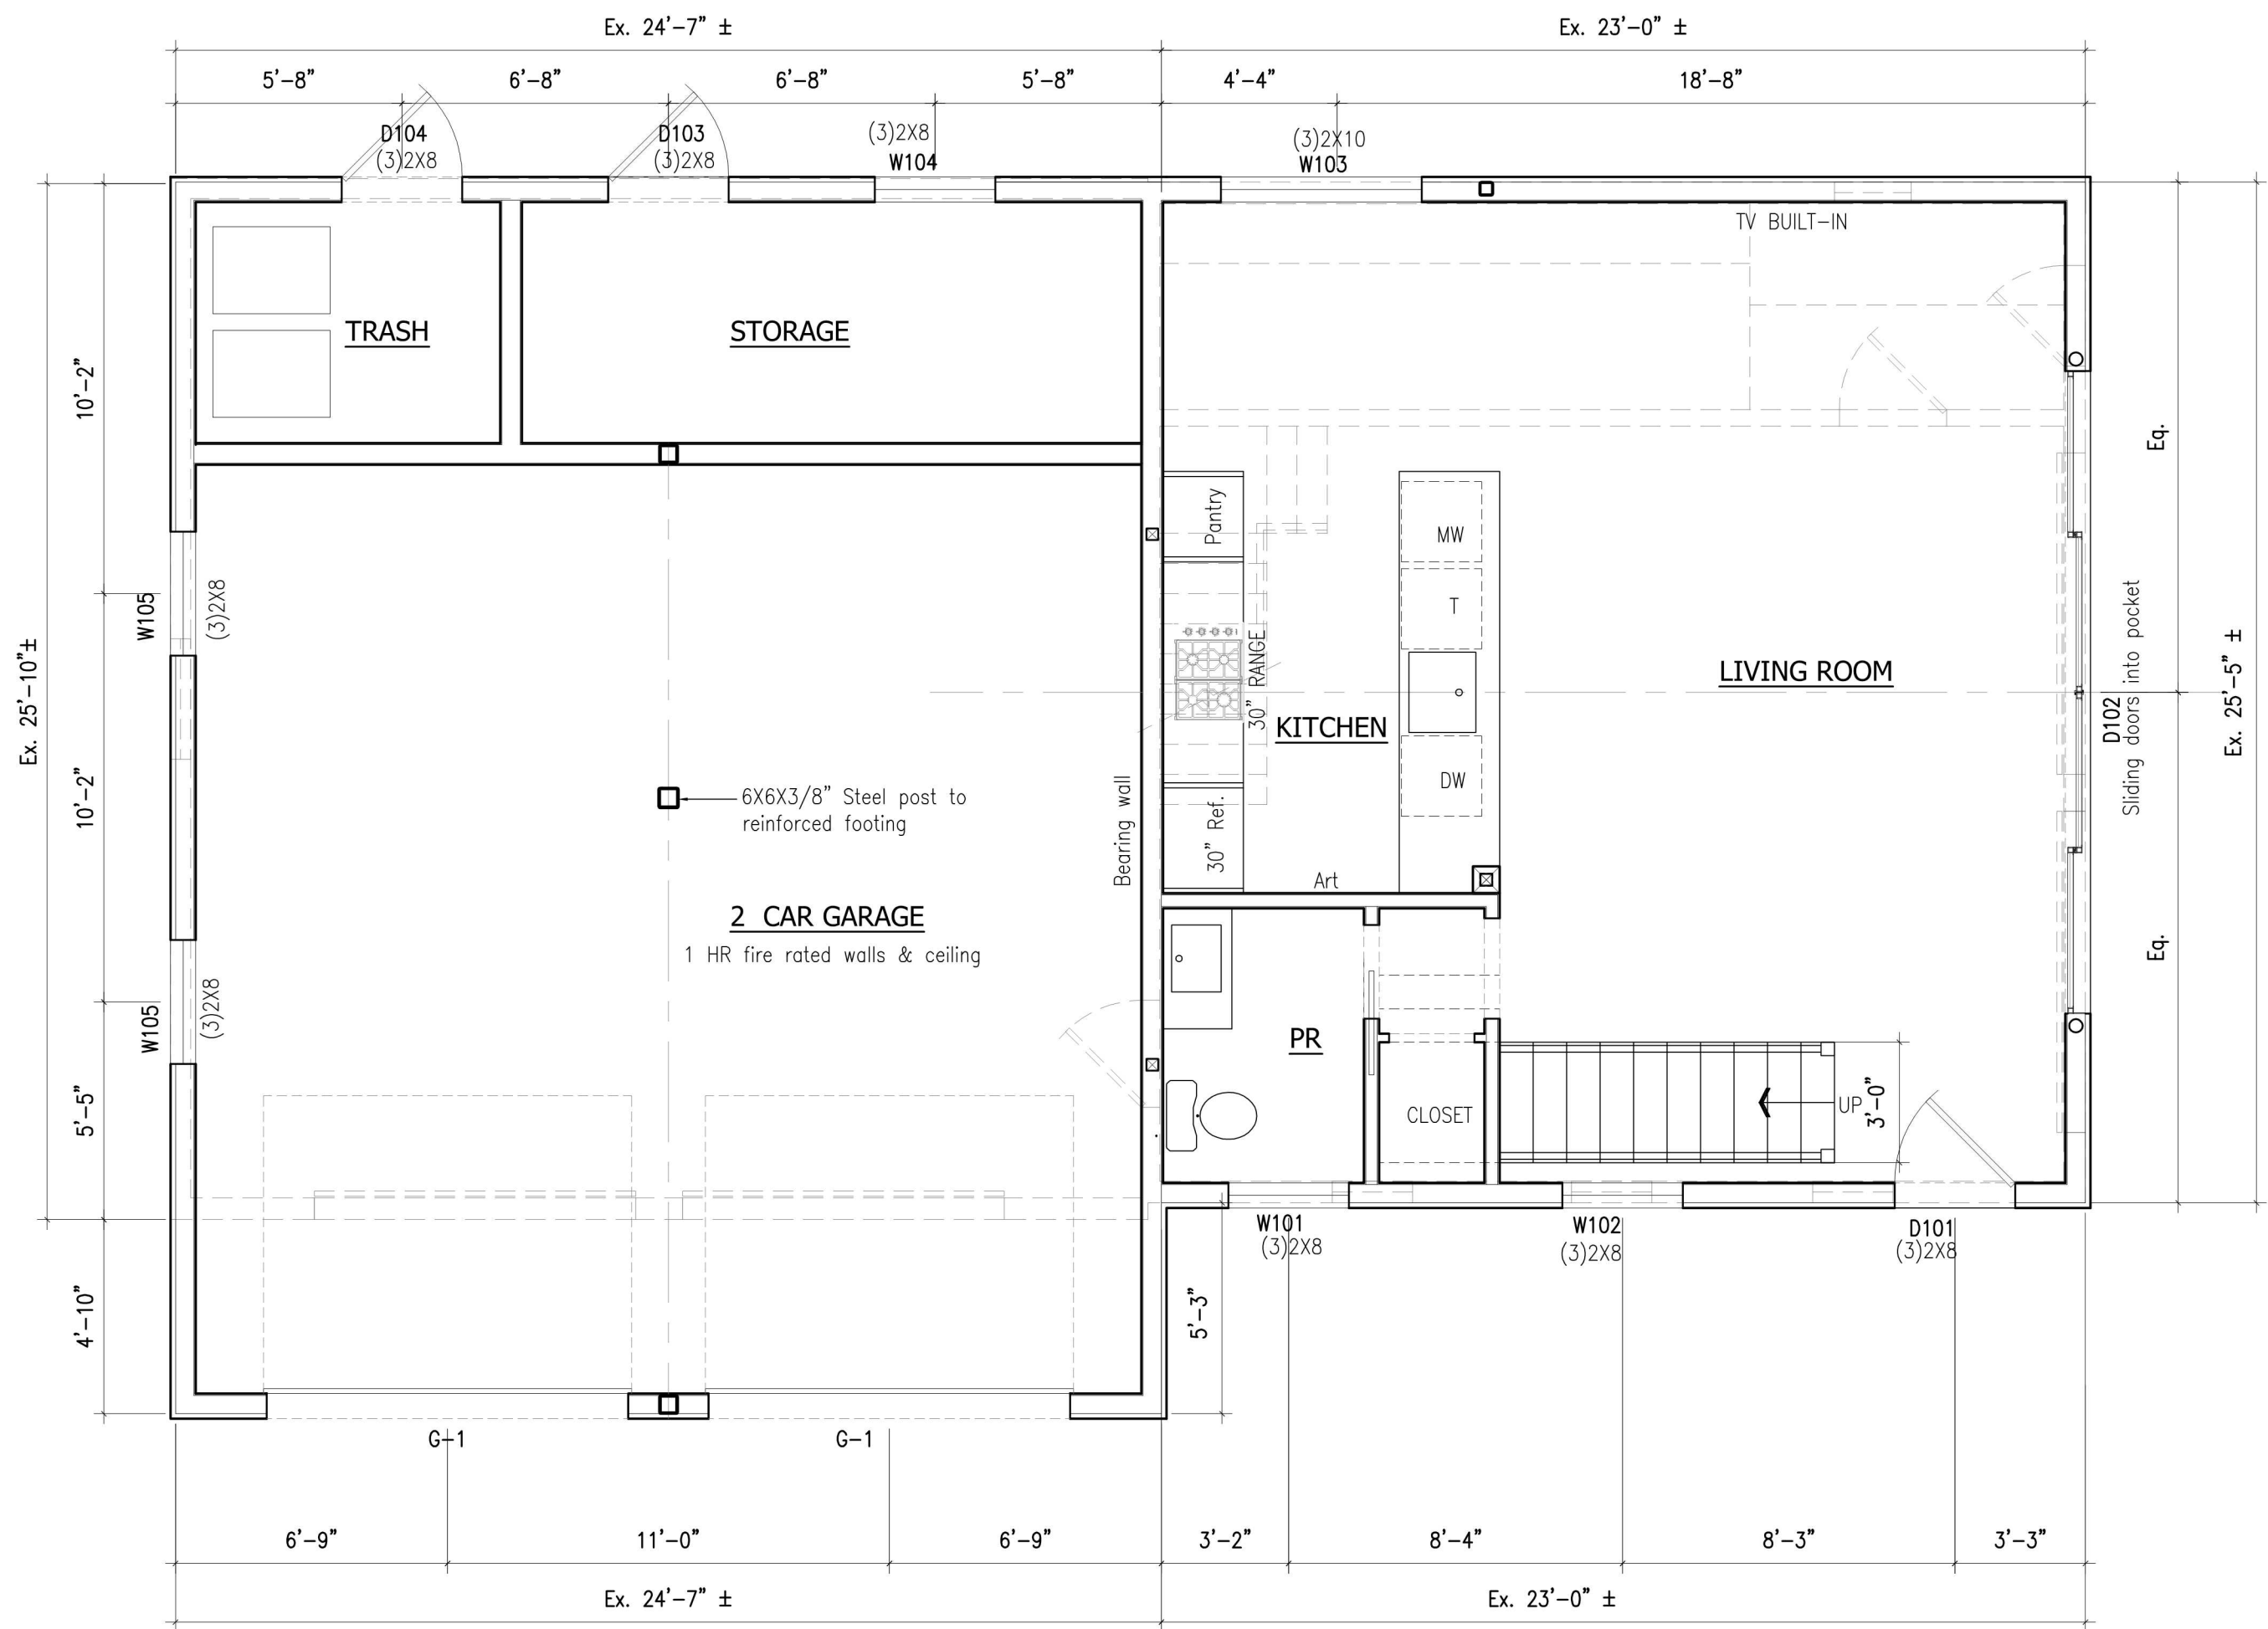 Ex. 24'-7" ±
Ex. 23'-0" ±
5'-8"
6'-8"
6'-8"
5'-8"
4'-4"
18'-8"
D104
(3)2X8
D103
(3)2X8
(3)2X8
W104
(3)2X10
W103
TV BUILT-IN
TRASH
STORAGE
10'-2"
Eq.
Pantry
MW
W105
(3)2X8
T
30" RANGE
LIVING ROOM
Sliding doors into pocket
D102
Ex. 25'-5" ±
Ex. 25'-10"±
KITCHEN
10'-2"
6X6X3/8" Steel post to
reinforced footing
Bearing wall
30" Ref.
DW
Art
2 CAR GARAGE
1 HR fire rated walls & ceiling
Eq.
W105
(3)2X8
PR
5'-5"
CLOSET
UP
3'-0"
W101
(3)2X8
W102
(3)2X8
D101
(3)2X8
4'-10"
5'-3"
G-1
G-1
6'-9"
11'-0"
6'-9"
3'-2"
8'-4"
8'-3"
3'-3"
Ex. 24'-7" ±
Ex. 23'-0" ±